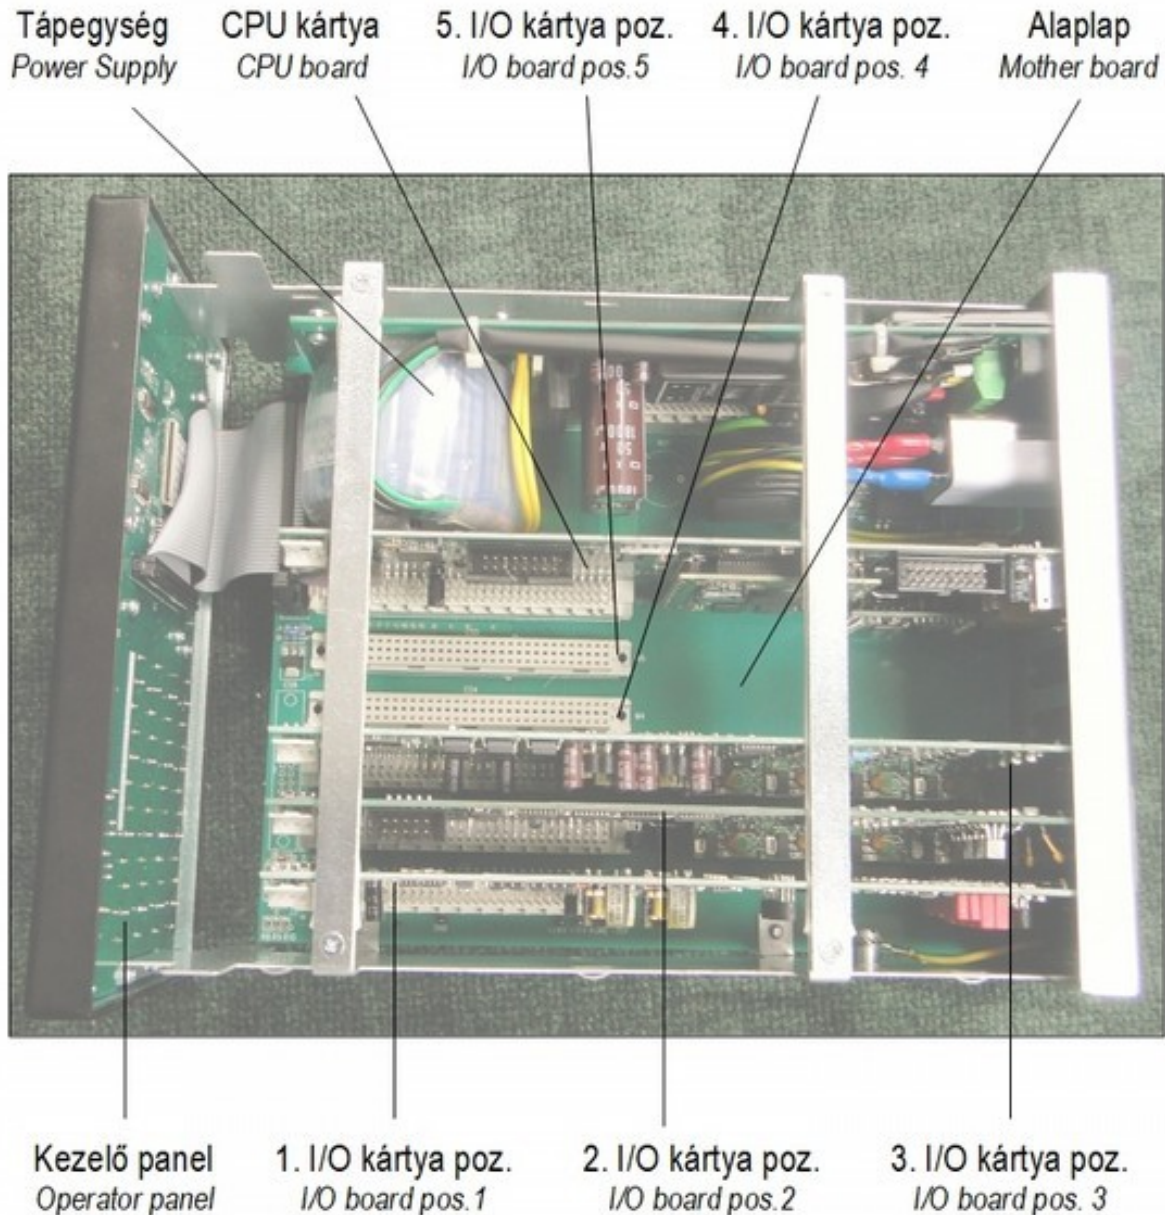 Tápegység
Power Supply
CPU kártya
CPU board
5. I/O kártya poz.
I/O board pos.5
4. I/O kártya poz.
I/O board pos. 4
Alaplap
Mother board
Kezelő panel
Operator panel
1. I/O kártya poz.
I/O board pos.1
2. I/O kártya poz.
I/O board pos.2
3. I/O kártya poz.
I/O board pos. 3